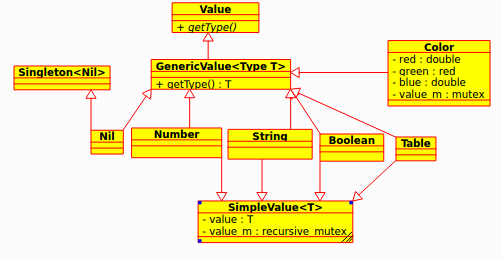 Value
+ getType()
GenericValue<Type T>
+ getType() : T
Color
- red : double
- green : red
- blue : double
- value_m : mutex
Singleton<Nil>
Nil
Number
String
Boolean
Table
SimpleValue<T>
- value : T
- value_m : recursive_mutex